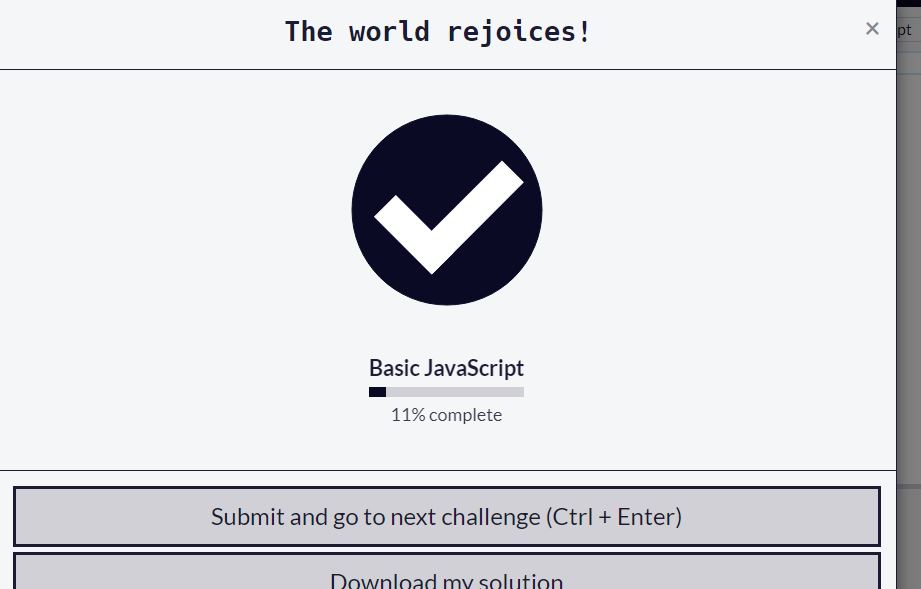 The world rejoices!
×
pt
Basic JavaScript
11% complete
Submit and go to next challenge (Ctrl + Enter)
Download my solution